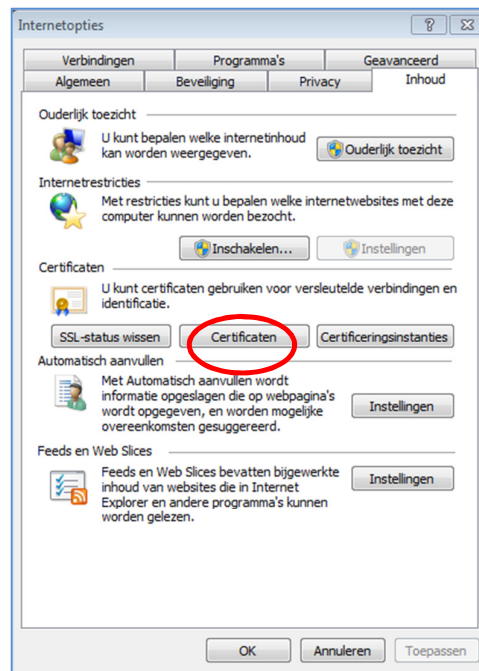 Internetopties
Verbindingen Programma's Geavanceerd
Algemeen Beveiliging Privacy Inhoud
Ouderlijk toezicht
U kunt bepalen welke internetinhoud
kan worden weergegeven.
Ouderlijk toezicht
Internetrestricties
Met restricties kunt u bepalen welke internetwebsites met deze
computer kunnen worden bezocht.
Inschakelen... Instellingen
Certificaten
U kunt certificaten gebruiken voor versleutelde verbindingen en
identificatie.
SSL-status wissen Certificaten Certificeringsinstanties
Automatisch aanvullen
Met Automatisch aanvullen wordt
informatie opgeslagen die op webpagina's
wordt opgegeven, en worden mogelijke
overeenkomsten gesuggereerd.
Instellingen
Feeds en Web Slices
Feeds en Web Slices bevatten bijgewerkte
inhoud van websites die in Internet
Explorer en andere programma's kunnen
worden gelezen.
Instellingen
OK Annuleren Toepassen